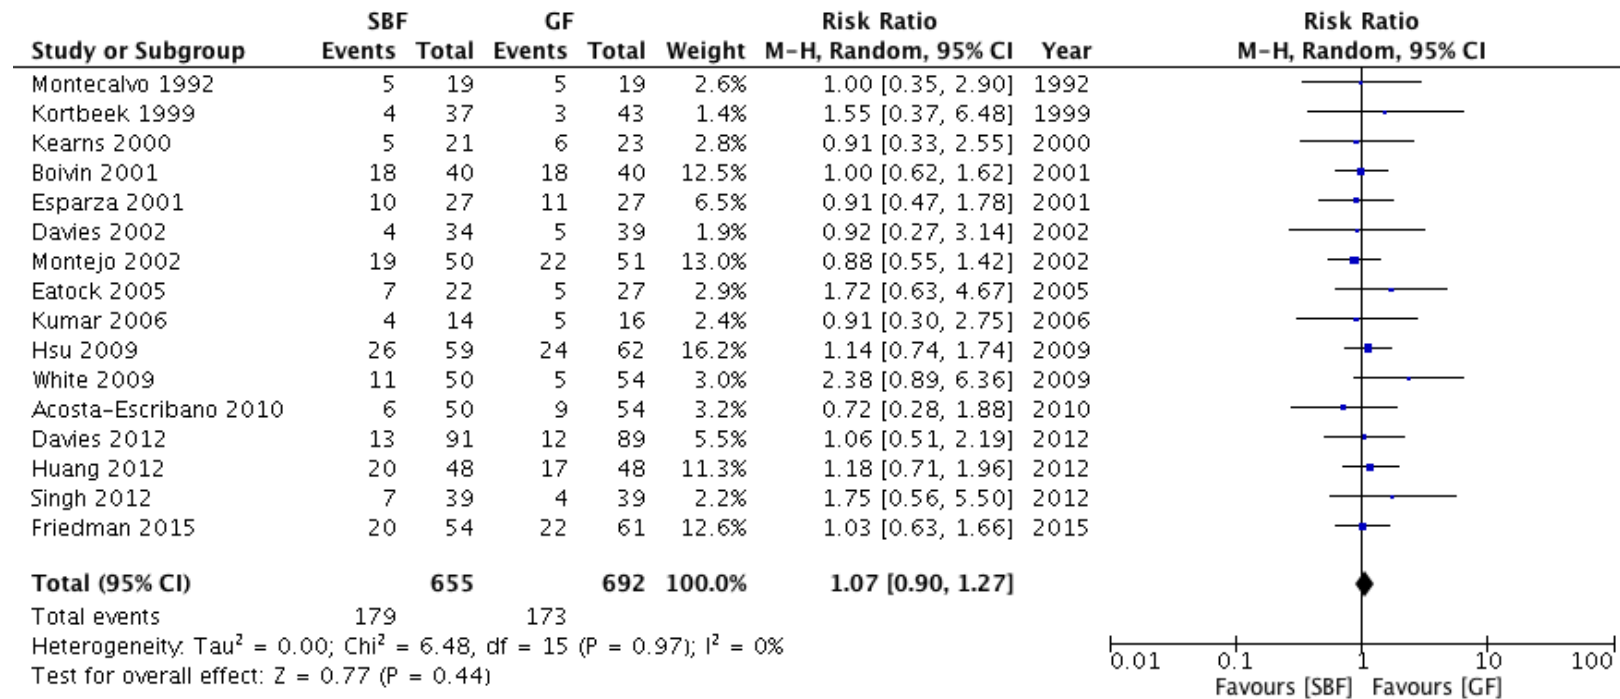 SBF GF Risk Ratio Risk Ratio
Study or Subgroup Events Total Events Total Weight M-H, Random, 95% CI Year M-H, Random, 95% CI
Montecalvo 1992 5 19 5 19 2.6% 1.00 [0.35, 2.90] 1992
Kortbeek 1999 4 37 3 43 1.4% 1.55 [0.37, 6.48] 1999
Kearns 2000 5 21 6 23 2.8% 0.91 [0.33, 2.55] 2000
Boivin 2001 18 40 18 40 12.5% 1.00 [0.62, 1.62] 2001
Esparza 2001 10 27 11 27 6.5% 0.91 [0.47, 1.78] 2001
Davies 2002 4 34 5 39 1.9% 0.92 [0.27, 3.14] 2002
Montejo 2002 19 50 22 51 13.0% 0.88 [0.55, 1.42] 2002
Eatock 2005 7 22 5 27 2.9% 1.72 [0.63, 4.67] 2005
Kumar 2006 4 14 5 16 2.4% 0.91 [0.30, 2.75] 2006
Hsu 2009 26 59 24 62 16.2% 1.14 [0.74, 1.74] 2009
White 2009 11 50 5 54 3.0% 2.38 [0.89, 6.36] 2009
Acosta-Escribano 2010 6 50 9 54 3.2% 0.72 [0.28, 1.88] 2010
Davies 2012 13 91 12 89 5.5% 1.06 [0.51, 2.19] 2012
Huang 2012 20 48 17 48 11.3% 1.18 [0.71, 1.96] 2012
Singh 2012 7 39 4 39 2.2% 1.75 [0.56, 5.50] 2012
Friedman 2015 20 54 22 61 12.6% 1.03 [0.63, 1.66] 2015
Total (95% CI) 655 692 100.0% 1.07 [0.90, 1.27]
Total events 179 173
Heterogeneity: Tau² = 0.00; Chi² = 6.48, df = 15 (P = 0.97); I² = 0%
Test for overall effect: Z = 0.77 (P = 0.44)
0.01 0.1 1 10 100
Favours [SBF] Favours [GF]